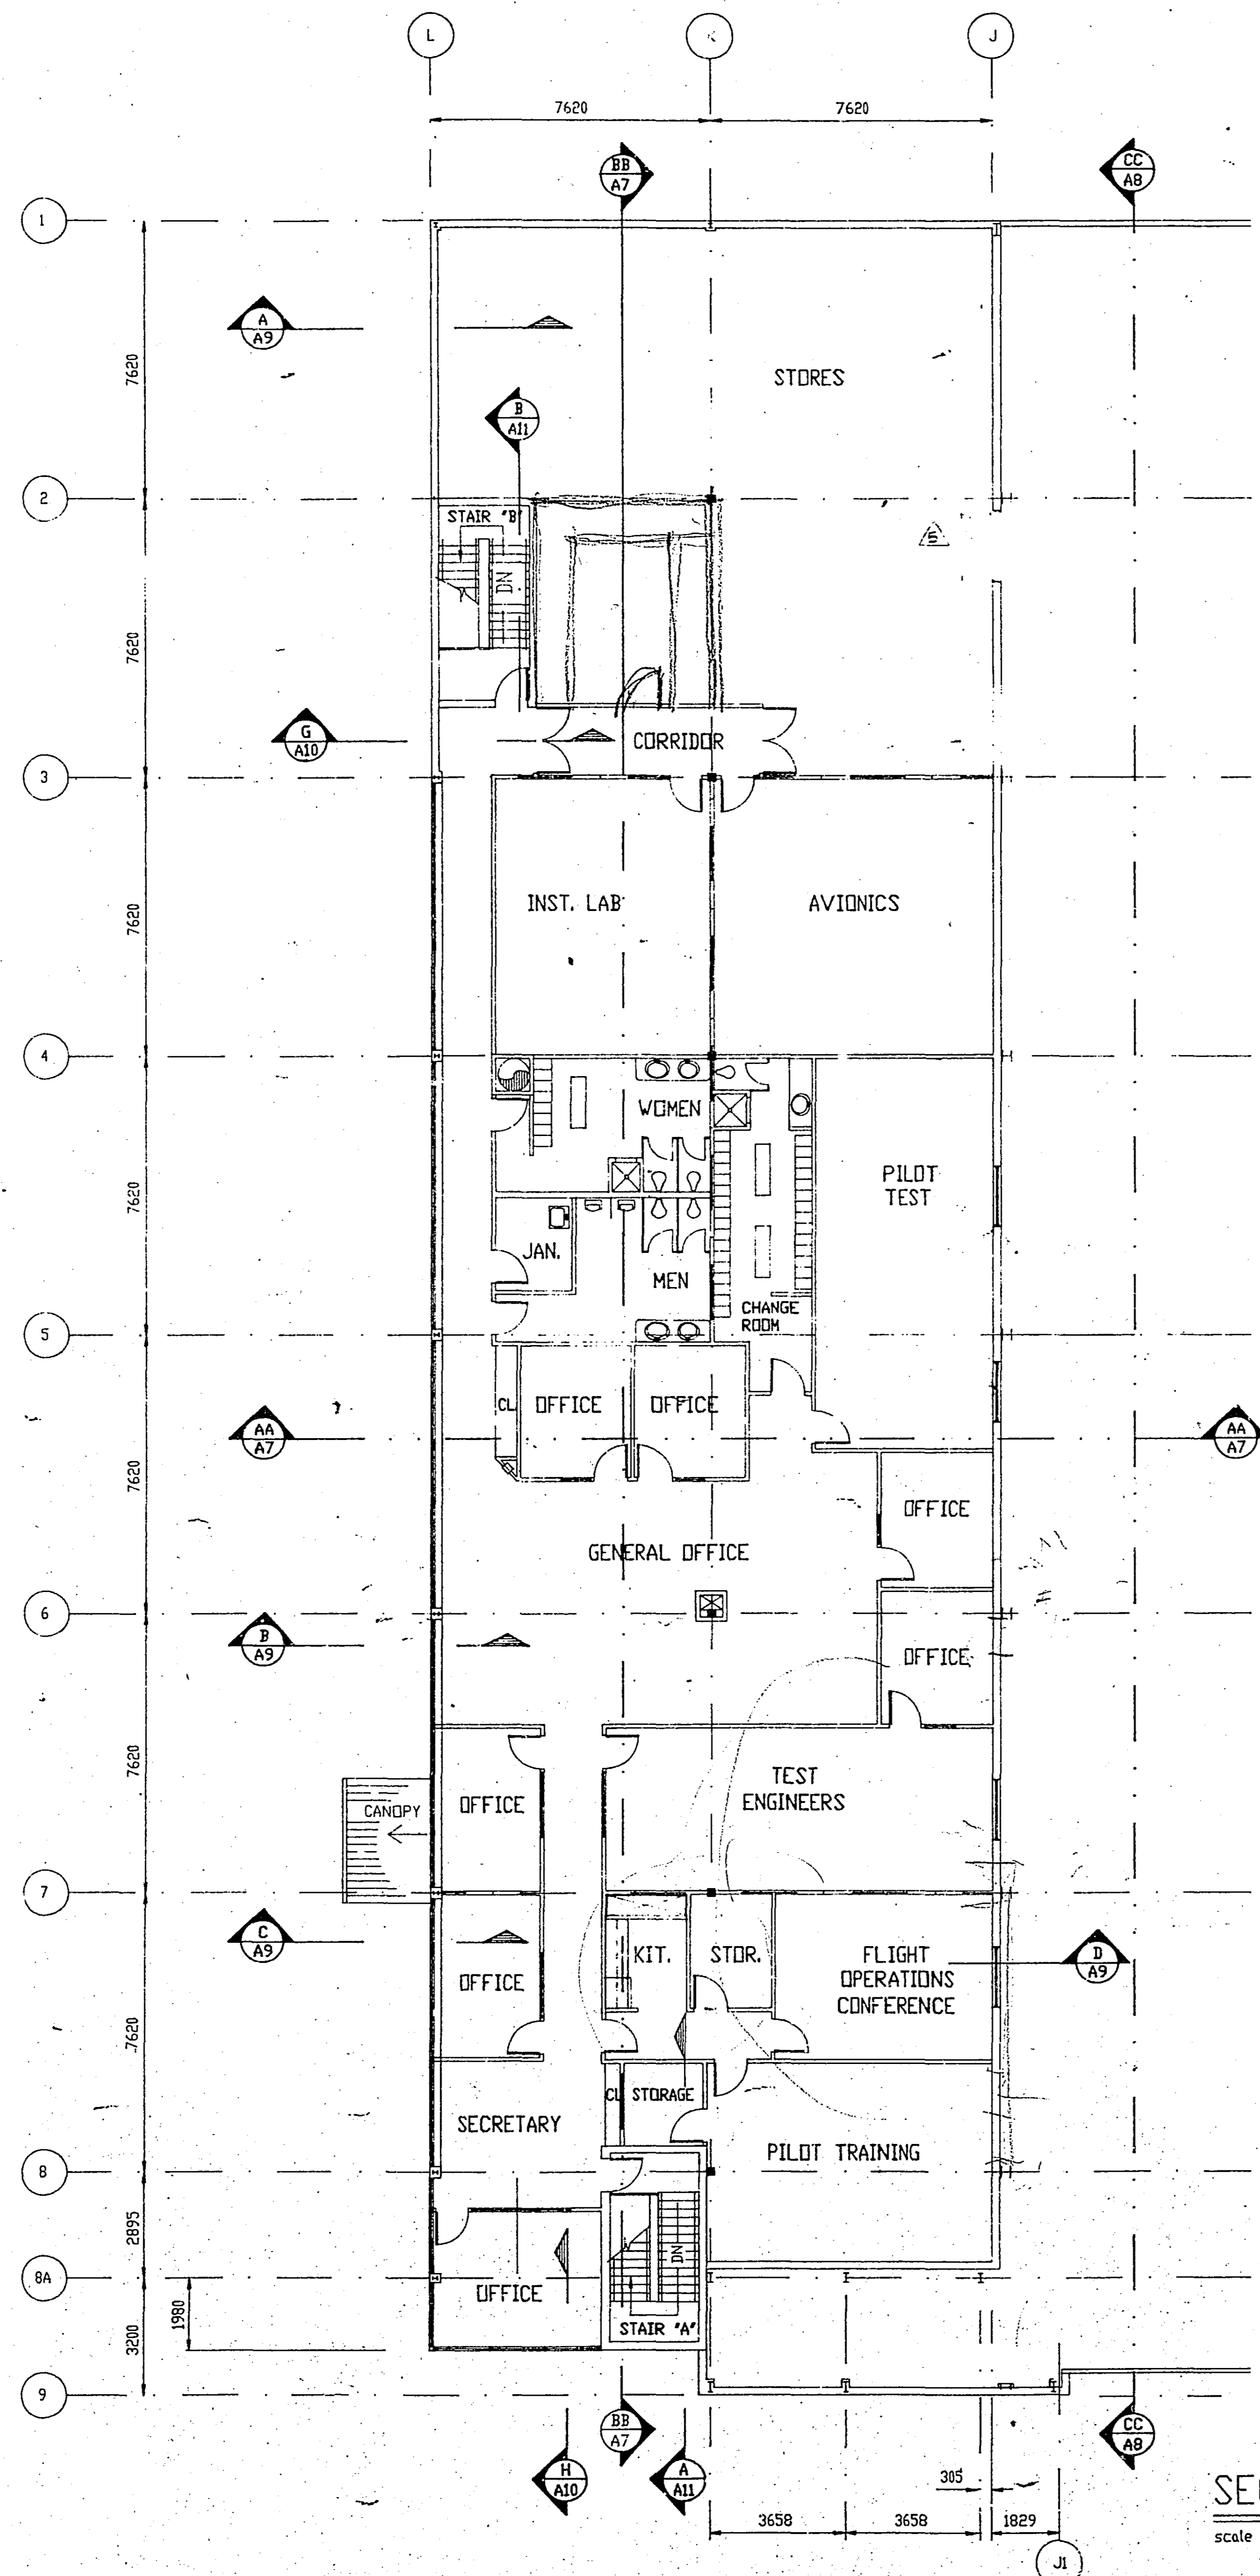 L
K
J
7620
7620
BB
A7
CC
A8
1
A
A9
7620
STORES
B
A11
2
STAIR "B"
5
DN
7620
G
A10
CORRIDOR
3
INST. LAB
AVIONICS
7620
4
WOMEN
PILOT
TEST
7620
JAN.
MEN
CHANGE
ROOM
5
CL
OFFICE
OFFICE
AA
A7
AA
A7
7620
OFFICE
GENERAL OFFICE
6
B
A9
OFFICE
7620
TEST
ENGINEERS
OFFICE
CANOPY
7
C
A9
KIT.
STOR.
FLIGHT
OPERATIONS
CONFERENCE
D
A9
OFFICE
7620
CL
STORAGE
SECRETARY
PILOT TRAINING
8
2895
DN
8A
OFFICE
1980
3200
STAIR "A"
9
BB
A7
CC
A8
H
A10
A
A11
305
3658
3658
1829
scale
J1